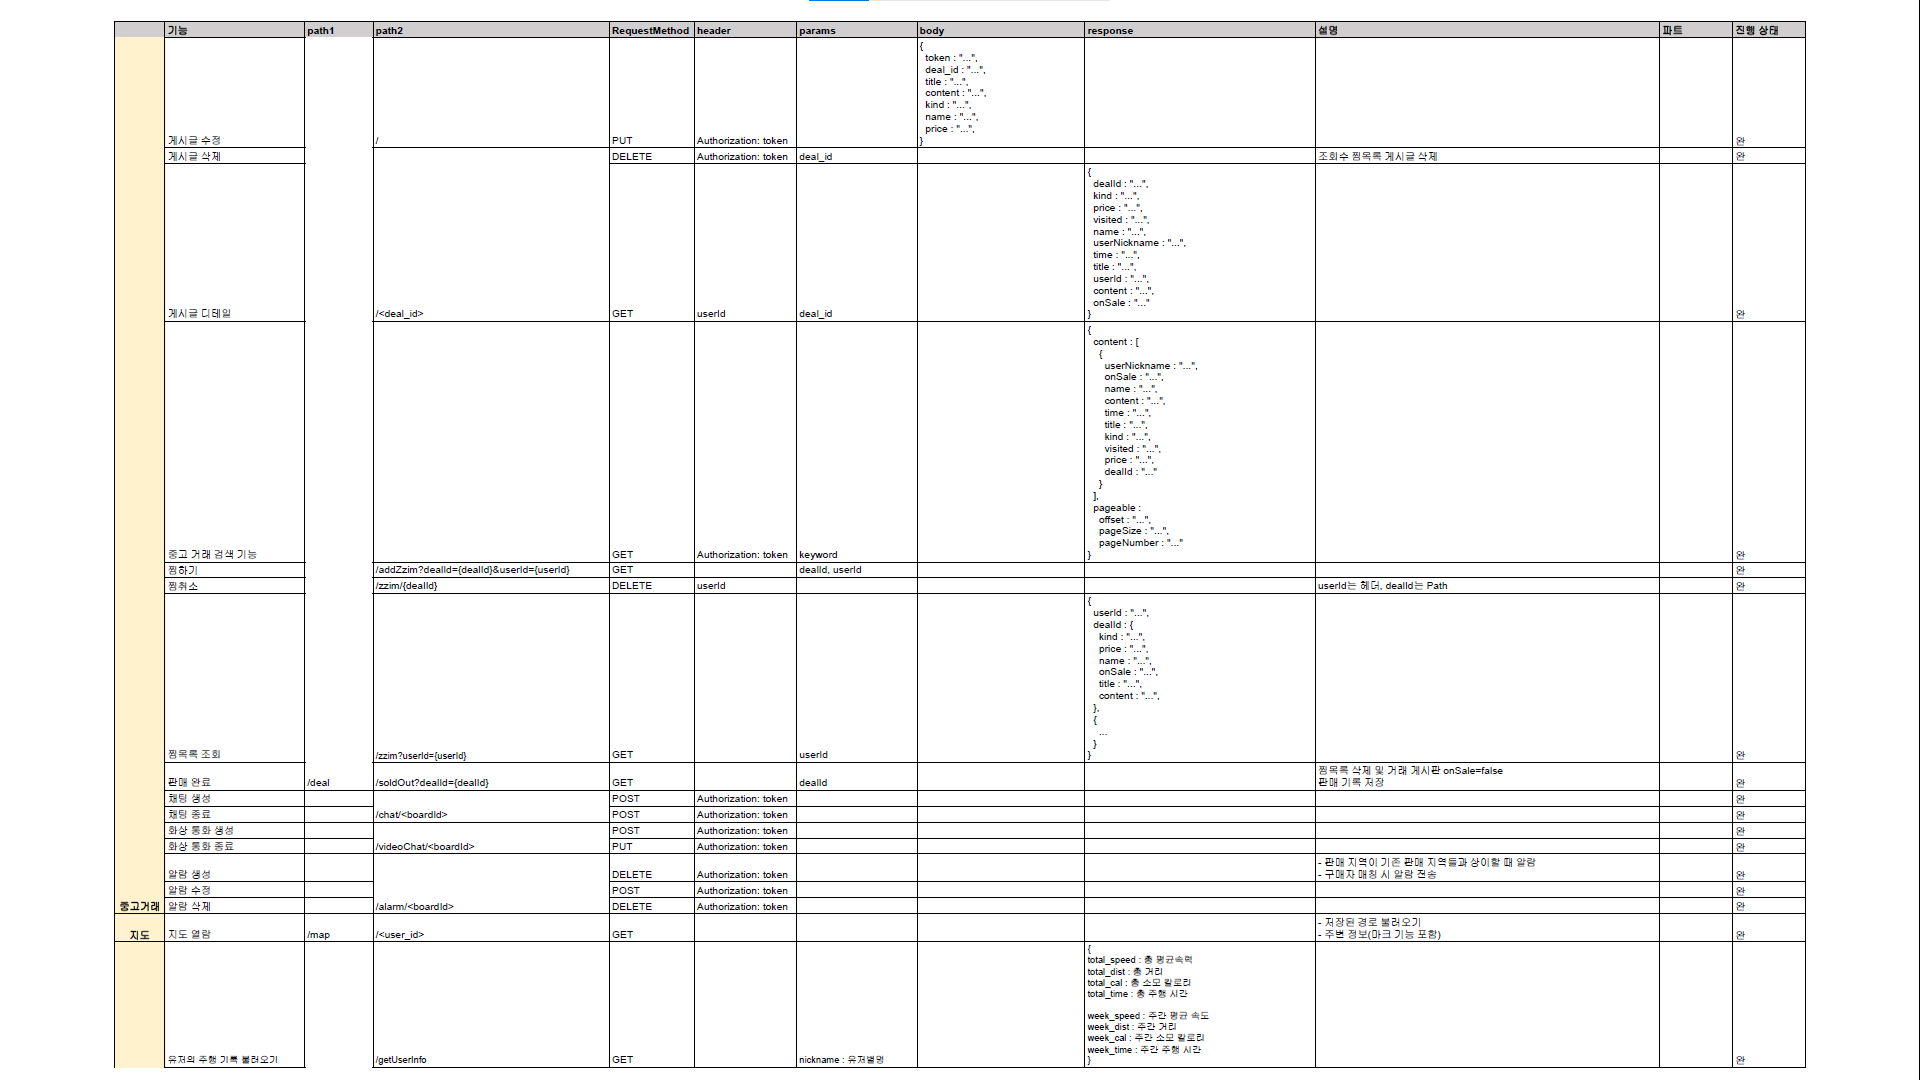 기능 path1 path2 RequestMethod header params body response 설명 파트 진행 상태
{
token : "...",
deal_id : "...",
title : "...",
content : "...",
kind : "...",
name : "...",
price : "...",
}
게시글 수정 / PUT Authorization: token 완
게시글 삭제 DELETE Authorization: token deal_id 조회수 찜목록 게시글 삭제 완
{
dealId : "...",
kind : "...",
price : "...",
visited : "...",
name : "...",
userNickname : "...",
time : "...",
title : "...",
userId : "...",
content : "...",
onSale : "..."
}
게시글 디테일 /<deal_id> GET userId deal_id 완
{
content : [
{
userNickname : "...",
onSale : "...",
name : "...",
content : "...",
time : "...",
title : "...",
kind : "...",
visited : "...",
price : "...",
dealId : "..."
}
],
pageable :
offset : "...",
pageSize : "...",
pageNumber : "..."
}
중고 거래 검색 기능 GET Authorization: token keyword 완
찜하기 /addZzim?dealId={dealId}&userId={userId} GET dealId, userId 완
찜취소 /zzim/{dealId} DELETE userId userId는 헤더, dealId는 Path 완
{
userId : "...",
dealId : {
kind : "...",
price : "...",
name : "...",
onSale : "...",
title : "...",
content : "...",
},
{
...
}
}
찜목록 조회 /zzim?userId={userId} GET userId 완
찜목록 삭제 및 거래 게시판 onSale=false
판매 완료 /deal /soldOut?dealId={dealId} GET dealId 판매 기록 저장 완
채팅 생성 POST Authorization: token 완
채팅 종료 /chat/<boardId> POST Authorization: token 완
화상 통화 생성 POST Authorization: token 완
화상 통화 종료 /videoChat/<boardId> PUT Authorization: token 완
- 판매 지역이 기존 판매 지역들과 상이할 때 알람
알람 생성 DELETE Authorization: token - 구매자 매칭 시 알람 전송 완
알람 수정 POST Authorization: token 완
중고거래 알람 삭제 /alarm/<boardId> DELETE Authorization: token 완
- 저장된 경로 불러오기
지도 지도 열람 /map /<user_id> GET - 주변 정보(마크 기능 포함) 완
{
total_speed : 총 평균속력
total_dist : 총 거리
total_cal : 총 소모 칼로리
total_time : 총 주행 시간
week_speed : 주간 평균 속도
week_dist : 주간 거리
week_cal : 주간 소모 칼로리
week_time : 주간 주행 시간
}
유저의 주행 기록 불러오기 /getUserInfo GET nickname : 유저별명 완